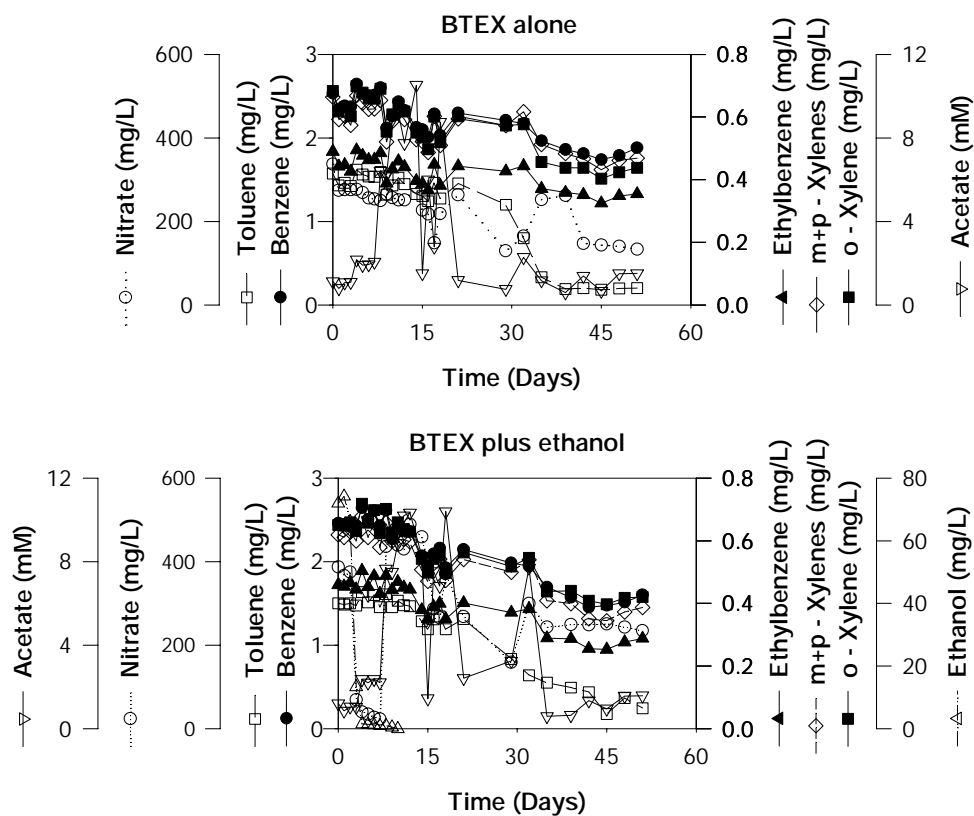 BTEX alone
600
400
200
0
Nitrate (mg/L)
Toluene (mg/L)
Benzene (mg/L)
3
2
1
0
0.8
0.6
0.4
0.2
0.0
Ethylbenzene (mg/L)
m+p - Xylenes (mg/L)
o - Xylene (mg/L)
12
8
4
0
Acetate (mM)
0 15 30 45 60
Time (Days)
BTEX plus ethanol
Acetate (mM)
12
8
4
0
Nitrate (mg/L)
600
400
200
0
Toluene (mg/L)
Benzene (mg/L)
3
2
1
0
0.8
0.6
0.4
0.2
0.0
Ethylbenzene (mg/L)
m+p - Xylenes (mg/L)
o - Xylene (mg/L)
80
60
40
20
0
Ethanol (mg/L)
0 15 30 45 60
Time (Days)